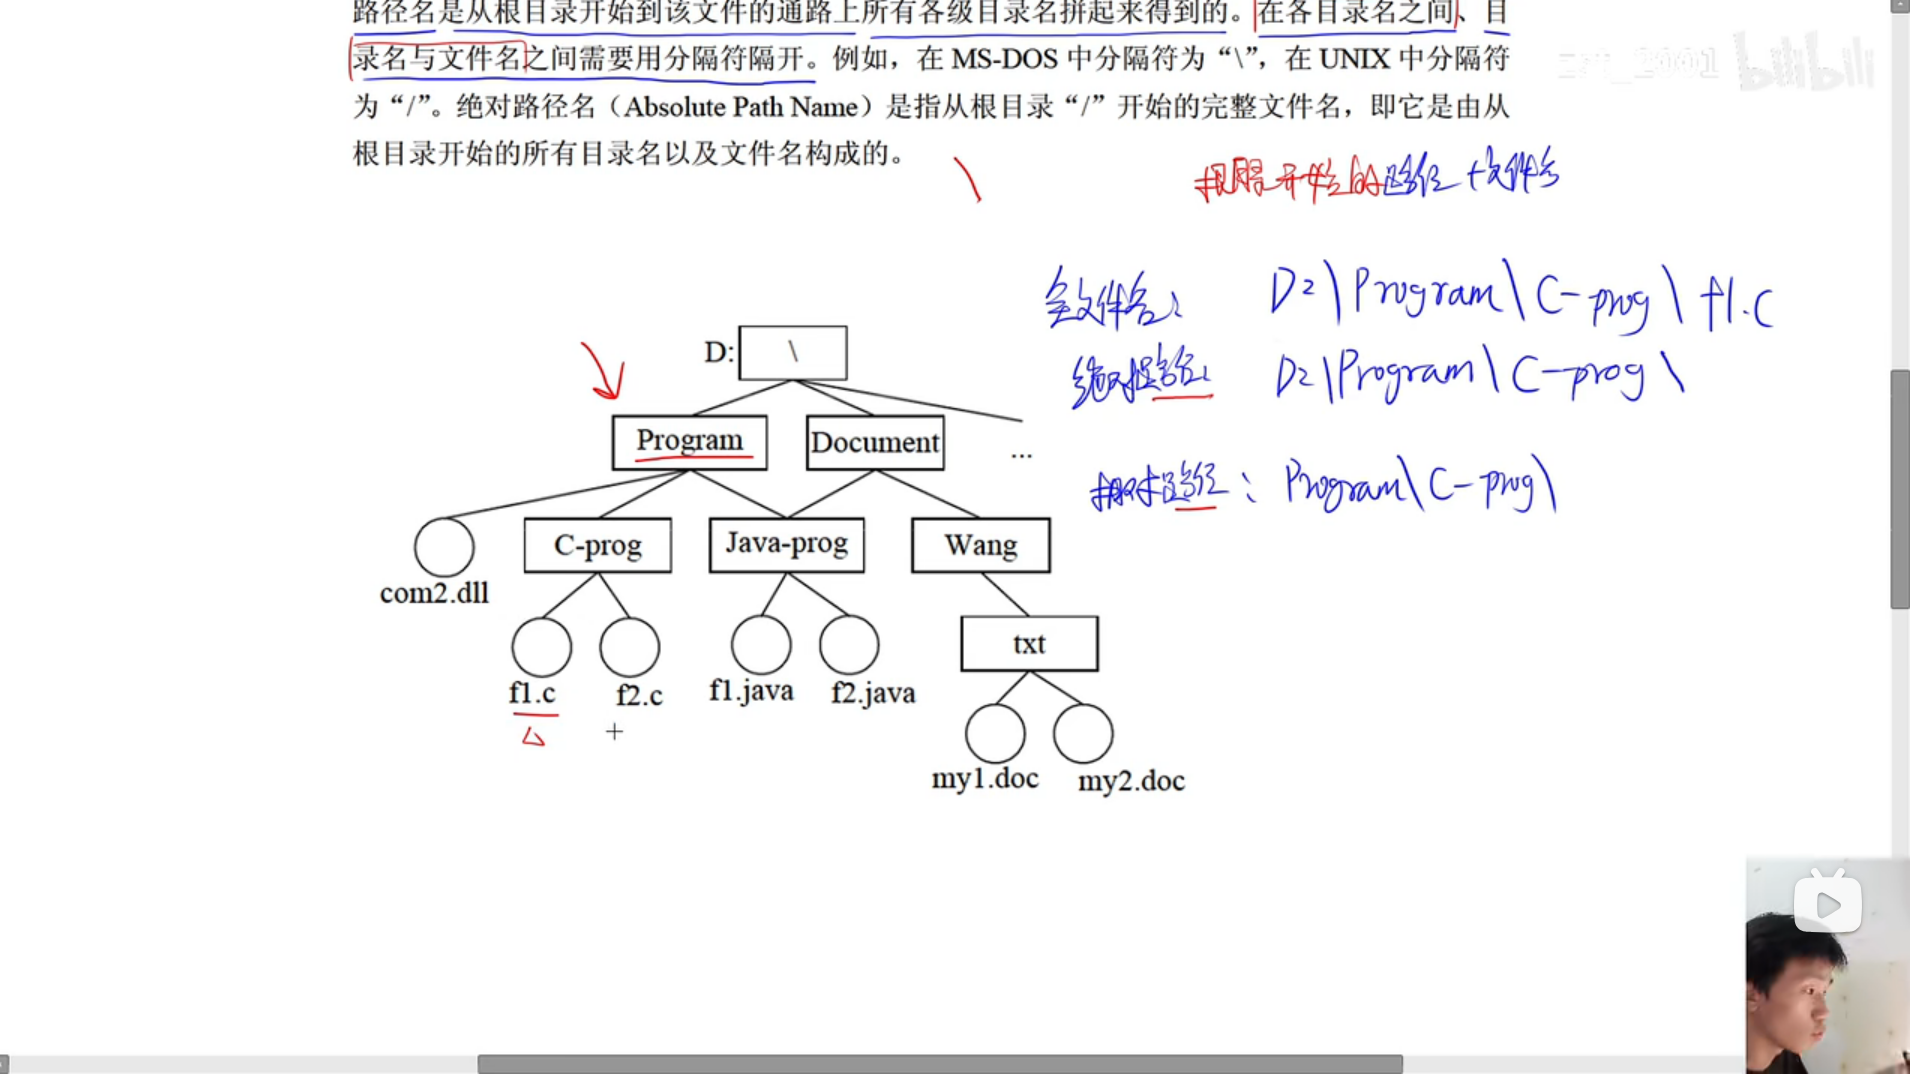 路径名是从根目录开始到该文件的通路上所有各级目录名拼起来得到的。在各目录名之间、目
录名与文件名之间需要用分隔符隔开。例如，在 MS-DOS 中分隔符为“\”，在 UNIX 中分隔符
为“/”。绝对路径名（Absolute Path Name）是指从根目录“/”开始的完整文件名，即它是由从
根目录开始的所有目录名以及文件名构成的。
bilibili
\
开始的路径+文件名
全文件名: D:\Program\C-prog\f1.c
绝对路径: D:\Program\C-prog\
相对路径: Program\C-prog\
D: \
Program Document ...
C-prog Java-prog Wang
com2.dll
txt
f1.c f2.c f1.java f2.java
my1.doc my2.doc